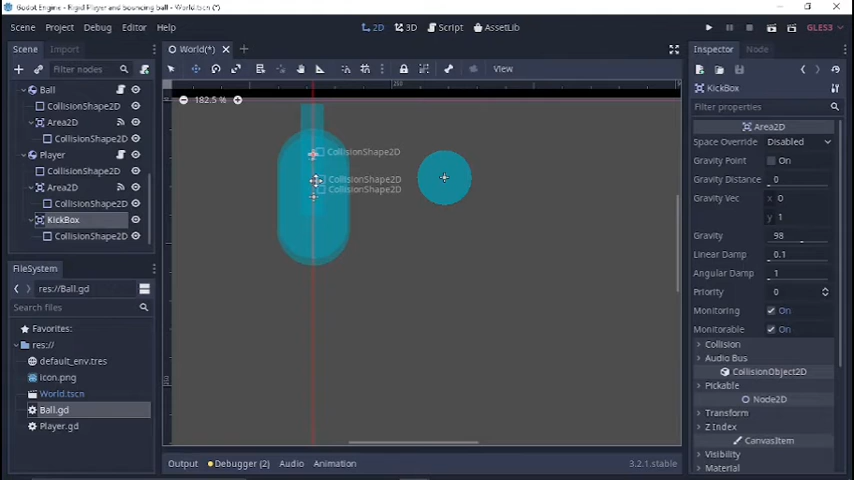 Godot Engine - Rigid Player and Bouncing ball - World.tscn (*)
Scene Project Debug Editor Help
2D 3D Script AssetLib
GLES3
Scene Import
World(*)
Inspector Node
Filter nodes
View
KickBox
Filter properties
Ball
CollisionShape2D
Area2D
CollisionShape2D
Player
CollisionShape2D
Area2D
CollisionShape2D
KickBox
CollisionShape2D
182.5 %
250
CollisionShape2D
CollisionShape2D
CollisionShape2D
Area2D
Space Override Disabled
Gravity Point On
Gravity Distance 0
Gravity Vec x 0
y 1
Gravity 98
Linear Damp 0.1
Angular Damp 1
Priority 0
Monitoring On
Monitorable On
Collision
Audio Bus
CollisionObject2D
Pickable
Node2D
Transform
Z Index
CanvasItem
Visibility
Material
FileSystem
res://Ball.gd
Search files
Favorites:
res://
default_env.tres
icon.png
World.tscn
Ball.gd
Player.gd
Output Debugger (2) Audio Animation
3.2.1.stable